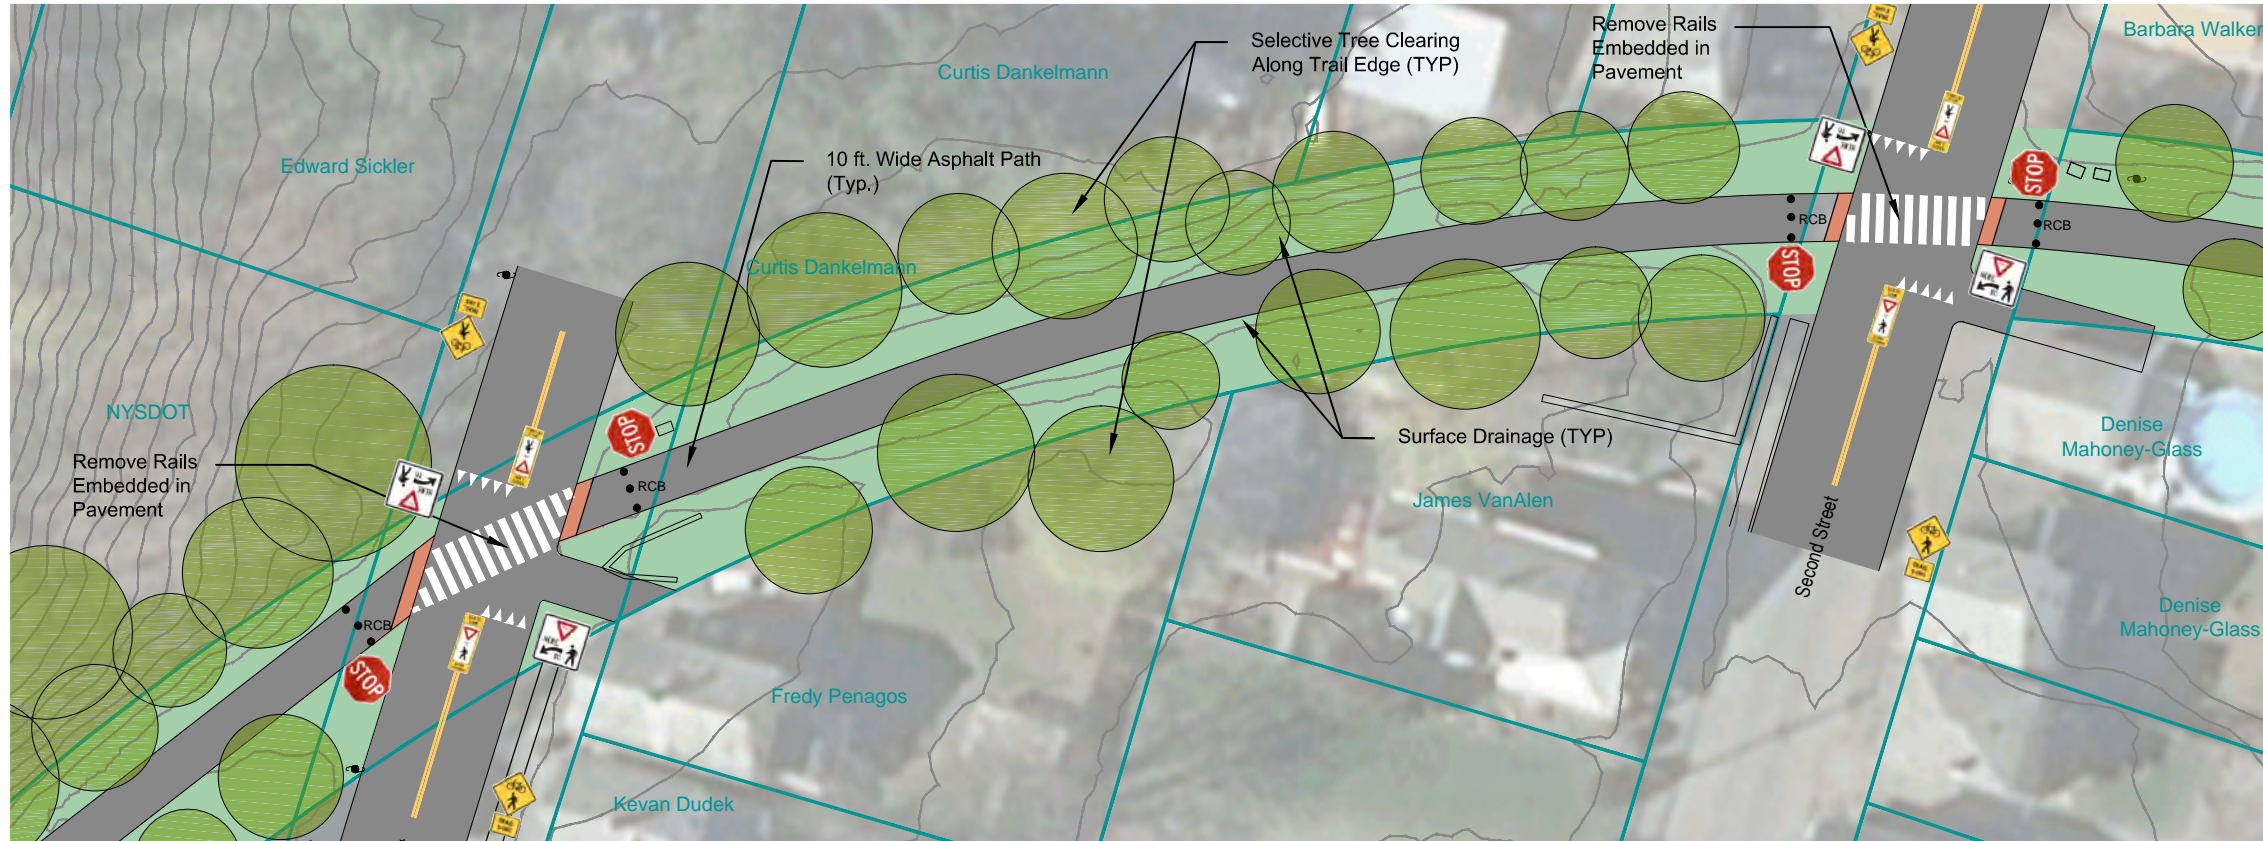 Barbara Walker
Remove Rails
Embedded in
Pavement
Selective Tree Clearing
Along Trail Edge (TYP)
Curtis Dankelmann
Edward Sickler
10 ft. Wide Asphalt Path
(Typ.)
STOP
RCB
RCB
STOP
Curtis Dankelmann
NYSDOT
Remove Rails
Embedded in
Pavement
STOP
RCB
Surface Drainage (TYP)
Denise
Mahoney-Glass
James VanAlen
Second Street
RCB
STOP
HERE
TO
Denise
Mahoney-Glass
Fredy Penagos
Kevan Dudek